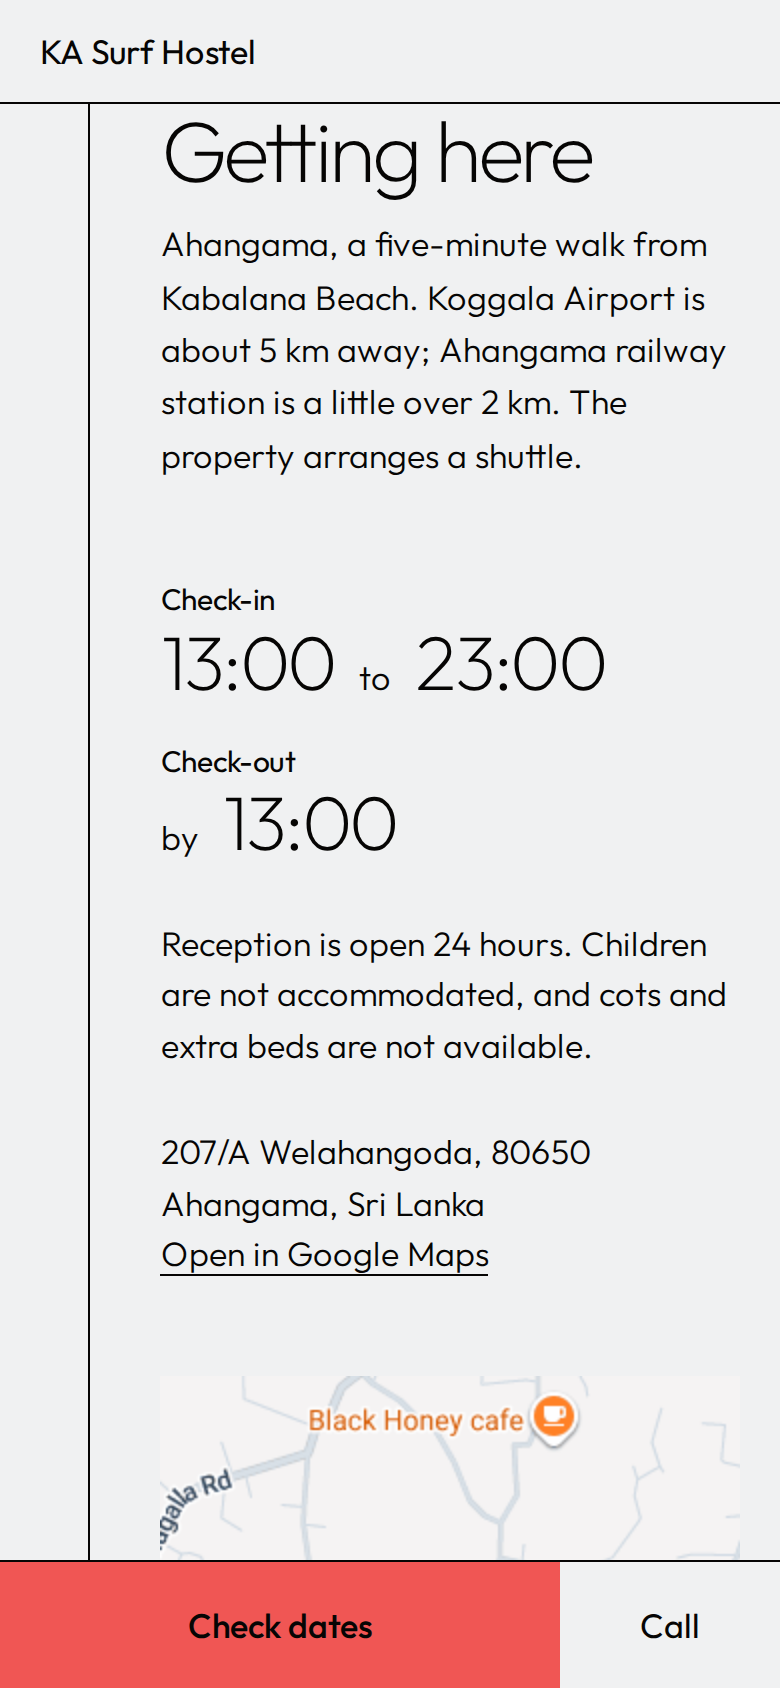 KA Surf Hostel
Getting here
Ahangama, a five-minute walk from
Kabalana Beach. Koggala Airport is
about 5 km away; Ahangama railway
station is a little over 2 km. The
property arranges a shuttle.
Check-in
13:00 to 23:00
Check-out
by 13:00
Reception is open 24 hours. Children
are not accommodated, and cots and
extra beds are not available.
207/A Welahangoda, 80650
Ahangama, Sri Lanka
Open in Google Maps
Black Honey cafe
Rd
Check dates
Call